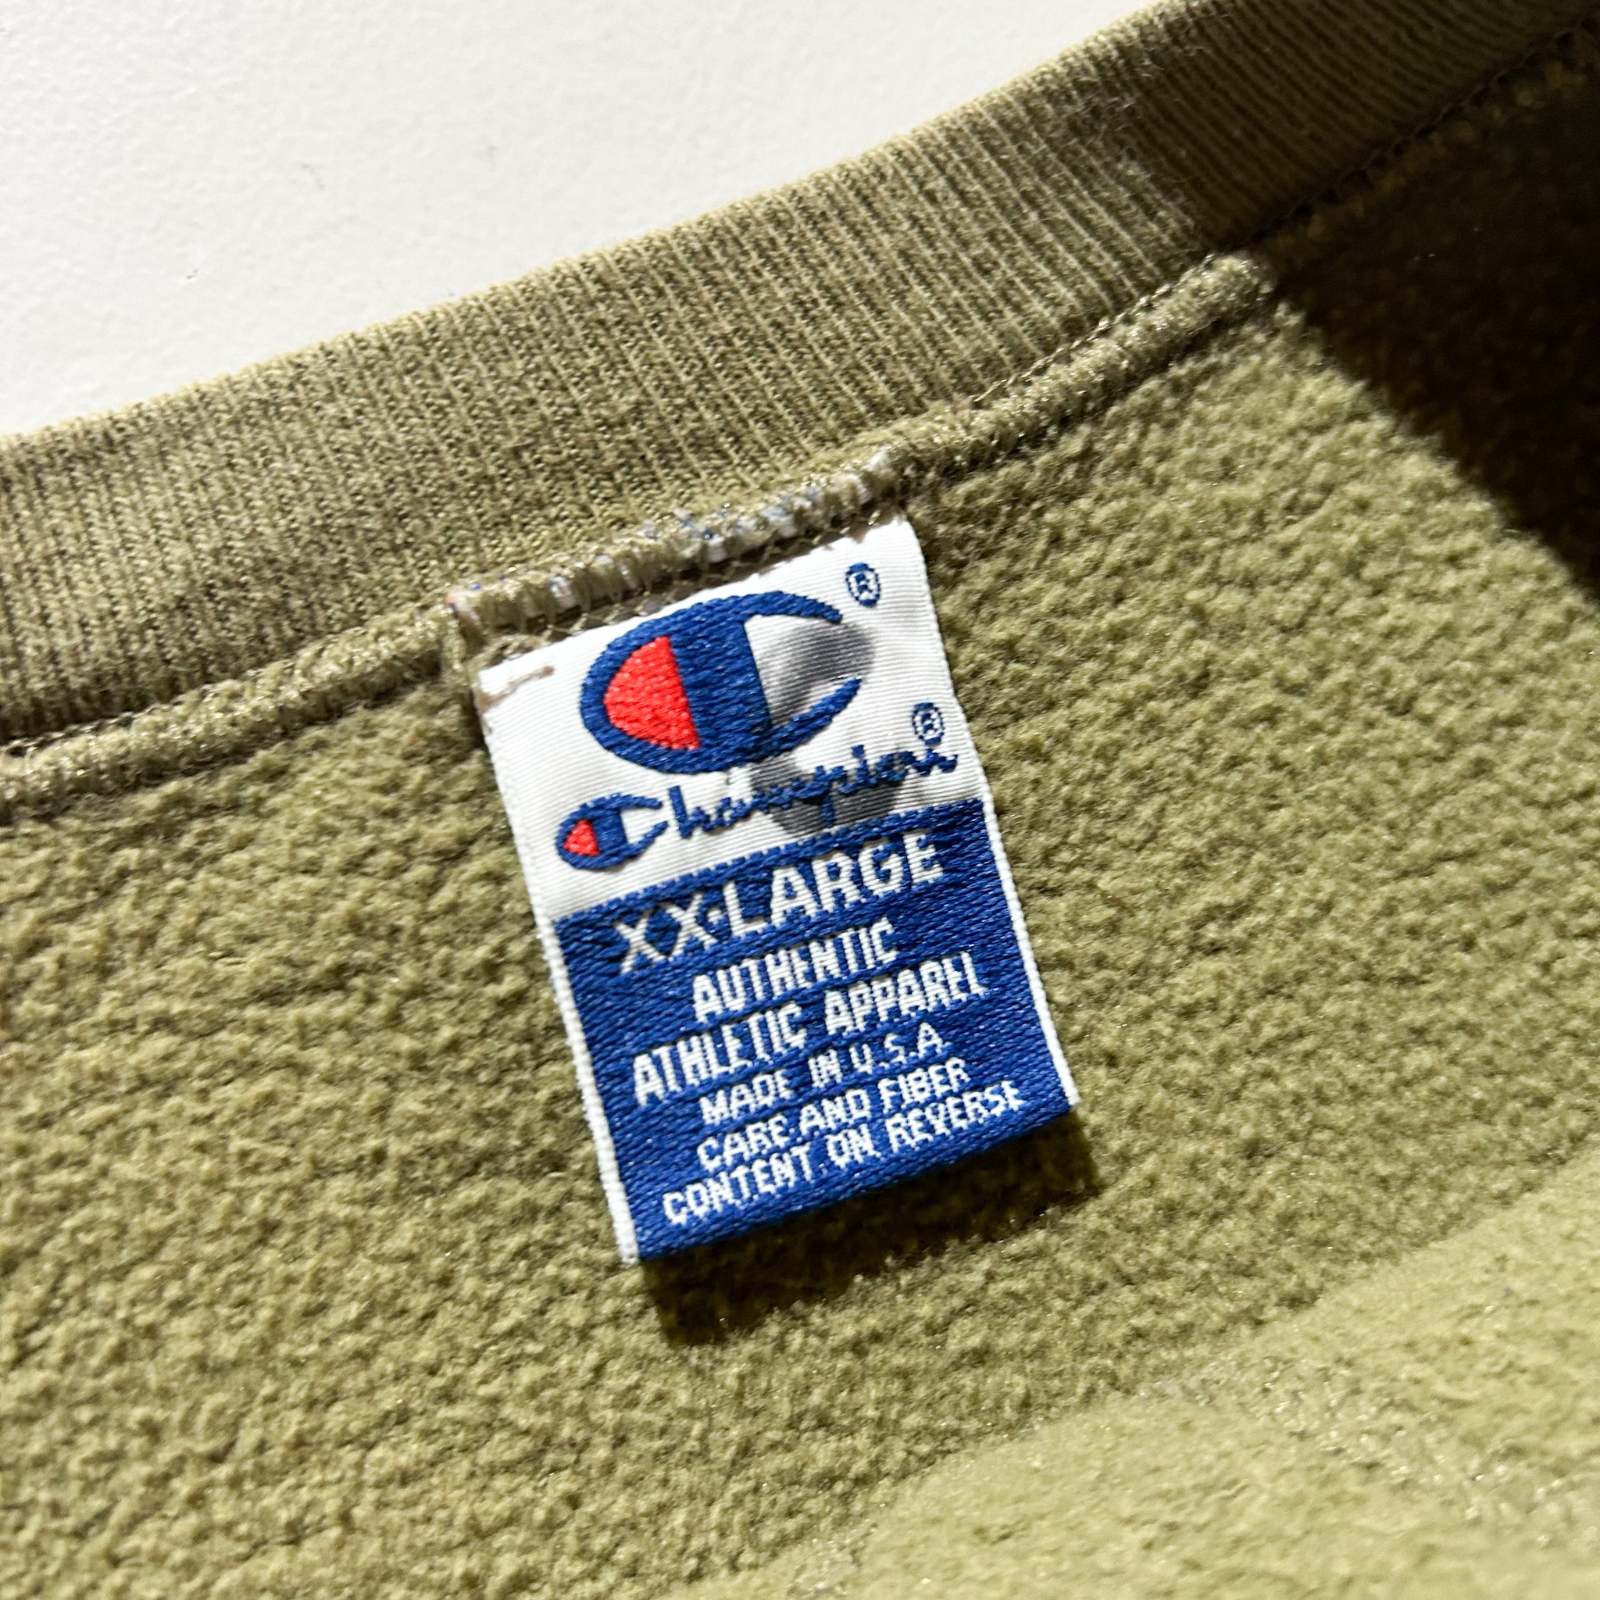 ®
Champion®
XX-LARGE
AUTHENTIC
ATHLETIC APPAREL
MADE IN U.S.A.
CARE AND FIBER
CONTENT ON REVERSE